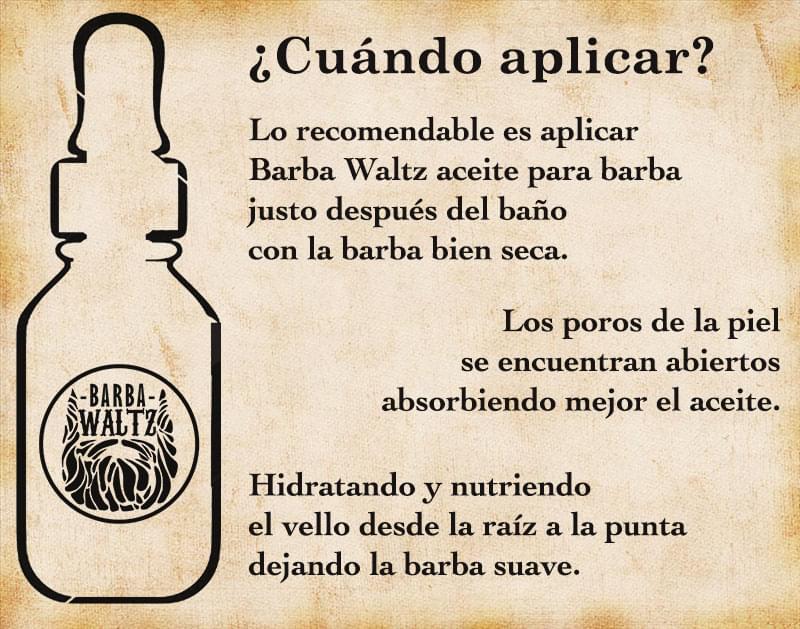 ¿Cuándo aplicar?
Lo recomendable es aplicar
Barba Waltz aceite para barba
justo después del baño
con la barba bien seca.
Los poros de la piel
se encuentran abiertos
absorbiendo mejor el aceite.
-BARBA-
WALTZ
Hidratando y nutriendo
el vello desde la raíz a la punta
dejando la barba suave.